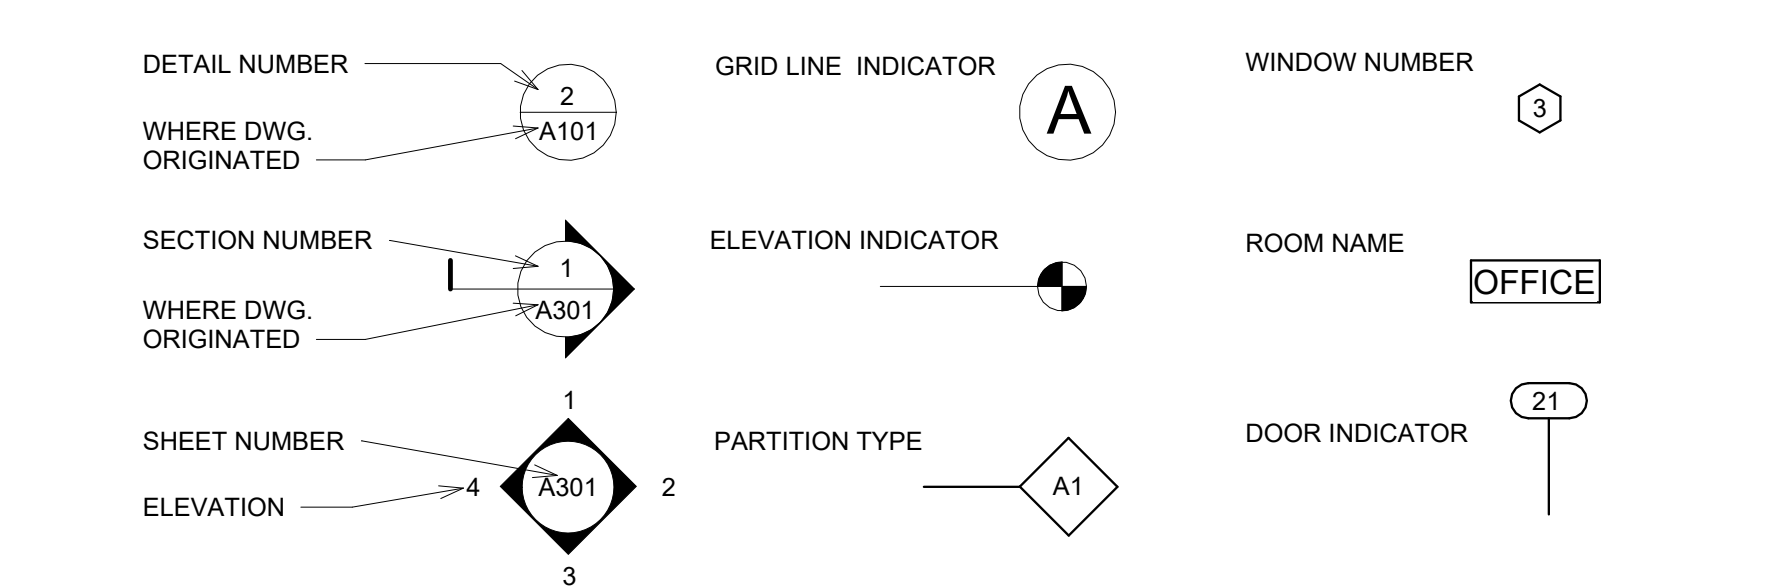 DETAIL NUMBER
2
WHERE DWG.
ORIGINATED
A101
SECTION NUMBER
1
WHERE DWG.
ORIGINATED
A301
1
SHEET NUMBER
A301
ELEVATION
4
2
3
GRID LINE  INDICATOR
A
ELEVATION INDICATOR
PARTITION TYPE
A1
WINDOW NUMBER
3
ROOM NAME
OFFICE
21
DOOR INDICATOR